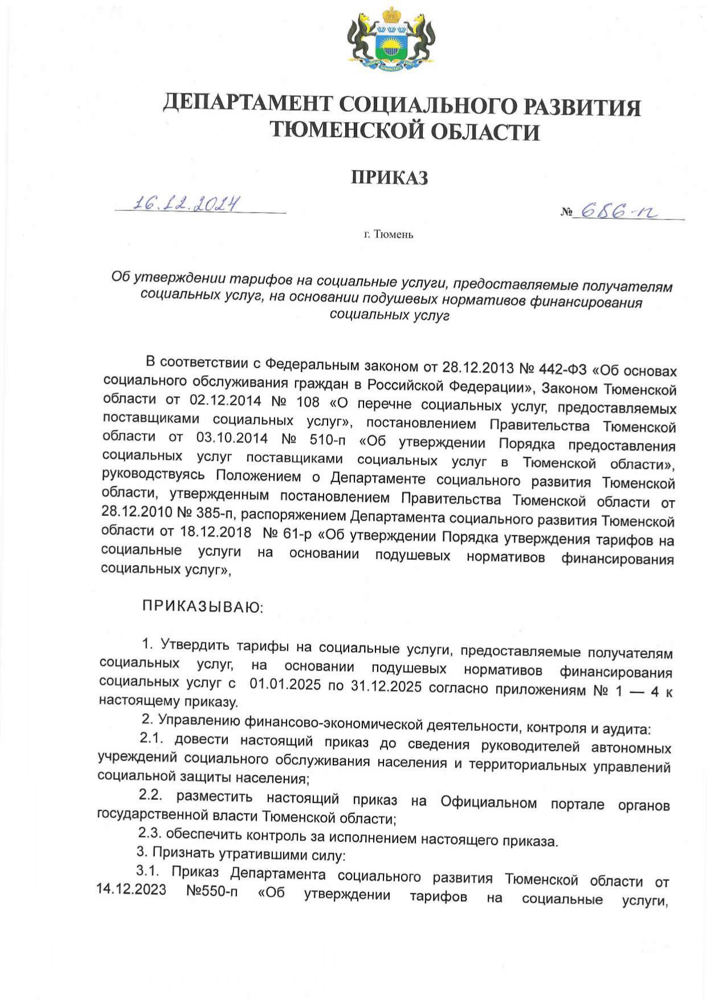 ДЕПАРТАМЕНТ СОЦИАЛЬНОГО РАЗВИТИЯ
ТЮМЕНСКОЙ ОБЛАСТИ
ПРИКАЗ
16.12.2024
№ 686-п
г. Тюмень
Об утверждении тарифов на социальные услуги, предоставляемые получателям
социальных услуг, на основании подушевых нормативов финансирования
социальных услуг
В соответствии с Федеральным законом от 28.12.2013 № 442-ФЗ «Об основах
социального обслуживания граждан в Российской Федерации», Законом Тюменской
области от 02.12.2014 № 108 «О перечне социальных услуг, предоставляемых
поставщиками социальных услуг», постановлением Правительства Тюменской
области от 03.10.2014 № 510-п «Об утверждении Порядка предоставления
социальных услуг поставщиками социальных услуг в Тюменской области»,
руководствуясь Положением о Департаменте социального развития Тюменской
области, утвержденным постановлением Правительства Тюменской области от
28.12.2010 № 385-п, распоряжением Департамента социального развития Тюменской
области от 18.12.2018 № 61-р «Об утверждении Порядка утверждения тарифов на
социальные услуги на основании подушевых нормативов финансирования
социальных услуг»,
ПРИКАЗЫВАЮ:
1. Утвердить тарифы на социальные услуги, предоставляемые получателям
социальных услуг, на основании подушевых нормативов финансирования
социальных услуг с 01.01.2025 по 31.12.2025 согласно приложениям № 1 — 4 к
настоящему приказу.
2. Управлению финансово-экономической деятельности, контроля и аудита:
2.1. довести настоящий приказ до сведения руководителей автономных
учреждений социального обслуживания населения и территориальных управлений
социальной защиты населения;
2.2. разместить настоящий приказ на Официальном портале органов
государственной власти Тюменской области;
2.3. обеспечить контроль за исполнением настоящего приказа.
3. Признать утратившими силу:
3.1. Приказ Департамента социального развития Тюменской области от
14.12.2023 №550-п «Об утверждении тарифов на социальные услуги,